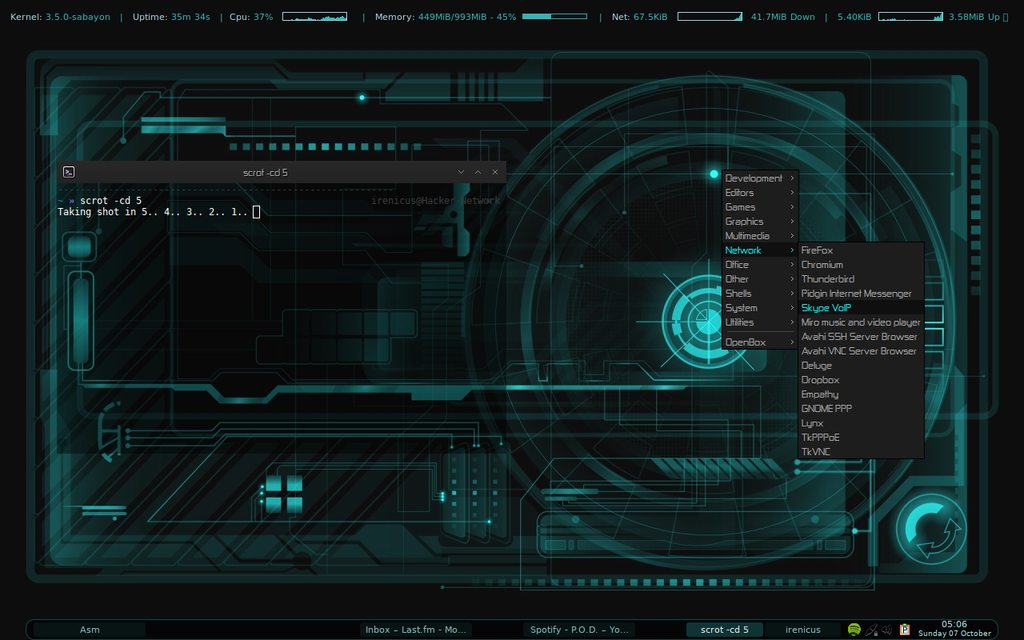 Kernel: 3.5.0-sabayon | Uptime: 35m 34s | Cpu: 37% | Memory: 449MiB/993MiB - 45% | Net: 67.5KiB 41.7MiB Down | 5.40KiB 3.58MiB Up
scrot -cd 5
~ » scrot -cd 5 irenicus@Hacker Network
Taking shot in 5.. 4.. 3.. 2.. 1..
Development ›
Editors ›
Games ›
Graphics ›
Multimedia ›
Network ›
Office ›
Other ›
Shells ›
System ›
Utilities ›
OpenBox ›
FireFox
Chromium
Thunderbird
Pidgin Internet Messenger
Skype VoIP
Miro music and video player
Avahi SSH Server Browser
Avahi VNC Server Browser
Deluge
Dropbox
Empathy
GNOME PPP
Lynx
TkPPPoE
TkVNC
Asm
Inbox – Last.fm - Mo...
Spotify - P.O.D. – Yo...
scrot -cd 5
irenicus
05:06
Sunday 07 October